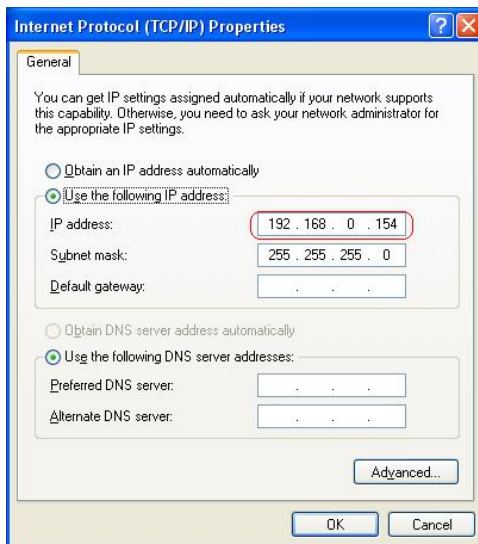 Internet Protocol (TCP/IP) Properties
General
You can get IP settings assigned automatically if your network supports
this capability. Otherwise, you need to ask your network administrator for
the appropriate IP settings.
Obtain an IP address automatically
Use the following IP address:
IP address: 192 . 168 . 0 . 154
Subnet mask: 255 . 255 . 255 . 0
Default gateway: . . .
Obtain DNS server address automatically
Use the following DNS server addresses:
Preferred DNS server: . . .
Alternate DNS server: . . .
Advanced...
OK Cancel